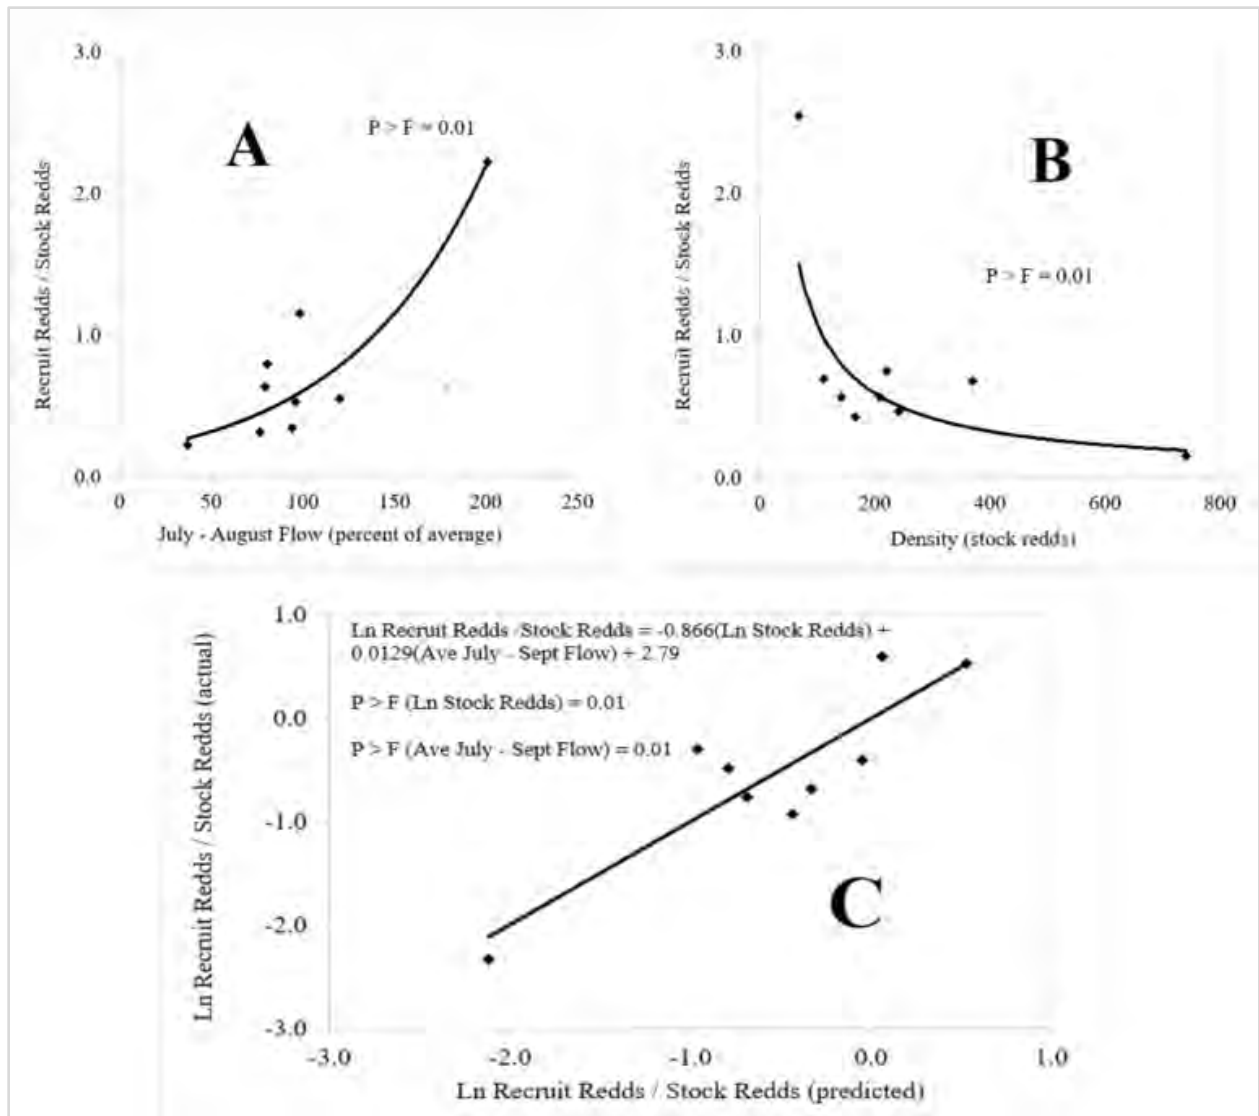 3.0
P > F = 0.01
A
2.0
1.0
0.0
Recruit Redds / Stock Redds
0 50 100 150 200 250
July - August Flow (percent of average)
3.0
B
2.0
P > F = 0.01
1.0
0.0
Recruit Redds / Stock Redds
0 200 400 600 800
Density (stock redds)
1.0
Ln Recruit Redds /Stock Redds = -0.866(Ln Stock Redds) +
0.0129(Ave July - Sept Flow) + 2.79
P > F (Ln Stock Redds) = 0.01
0.0
P > F (Ave July - Sept Flow) = 0.01
-1.0
C
-2.0
-3.0
Ln Recruit Redds / Stock Redds (actual)
-3.0 -2.0 -1.0 0.0 1.0
Ln Recruit Redds / Stock Redds (predicted)